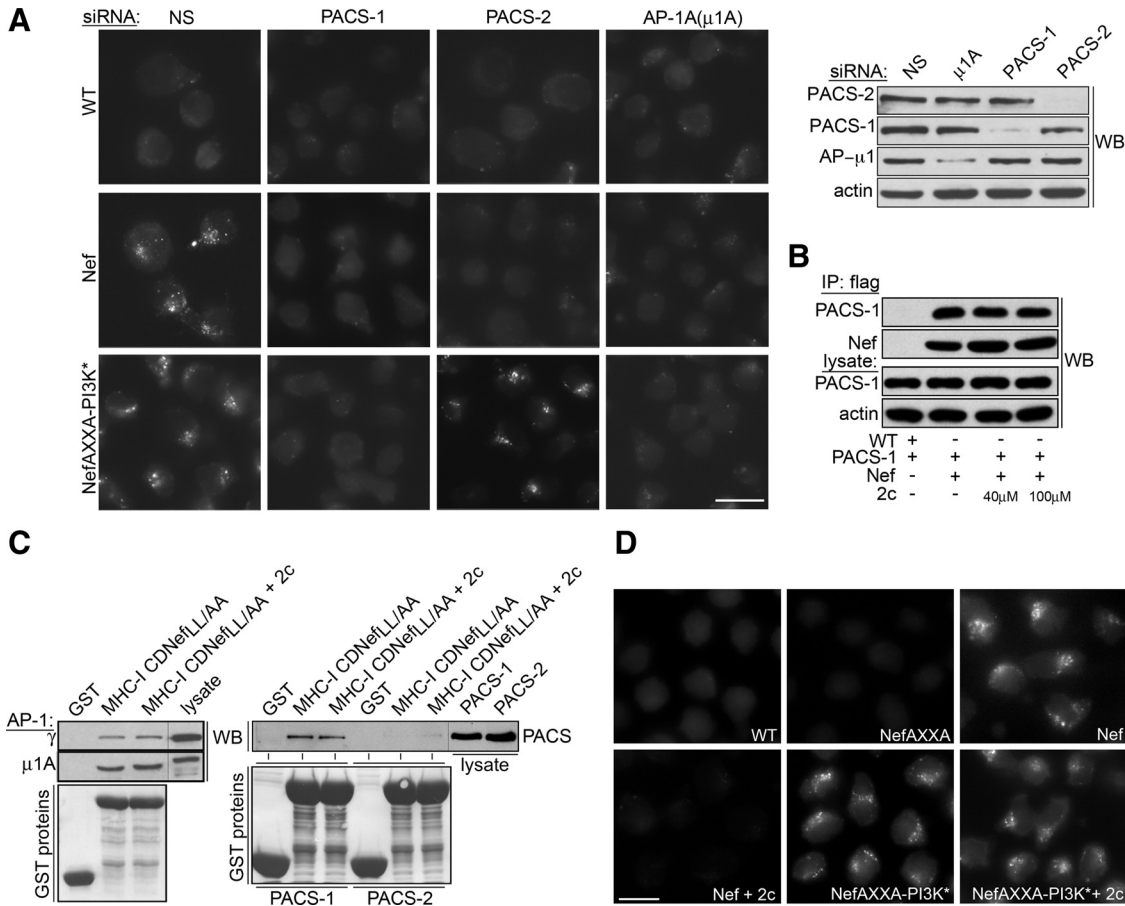 A
siRNA: NS PACS-1 PACS-2 AP-1A(μ1A)
WT
Nef
NefAXXA-PI3K*
siRNA: NS μ1A PACS-1 PACS-2
PACS-2
PACS-1
AP-μ1
actin
WB
B
IP: flag
PACS-1
Nef
lysate:
PACS-1
actin
WB
WT + - - -
PACS-1 + + + +
Nef - + + +
2c - - 40μM 100μM
C
GST MHC-I CDNefLL/AA MHC-I CDNefLL/AA + 2c lysate
AP-1:
γ
μ1A
WB
GST proteins
GST MHC-I CDNefLL/AA MHC-I CDNefLL/AA + 2c GST MHC-I CDNefLL/AA MHC-I CDNefLL/AA + 2c PACS-1 PACS-2
PACS
lysate
GST proteins
PACS-1 PACS-2
D
WT NefAXXA Nef
Nef + 2c NefAXXA-PI3K* NefAXXA-PI3K*+ 2c